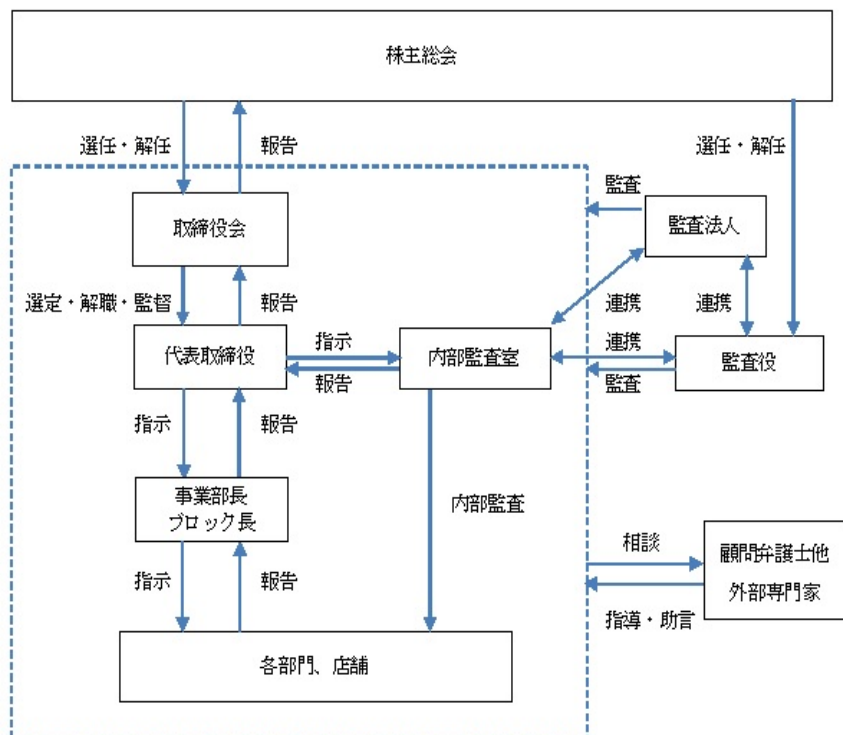 株主総会
選任・解任
報告
選任・解任
監査
取締役会
監査法人
選定・解職・監督
報告
連携
連携
代表取締役
指示
報告
内部監査室
連携
監査
監査役
指示
報告
事業部長
ブロック長
内部監査
相談
顧問弁護士他
外部専門家
指示
報告
指導・助言
各部門、店舗